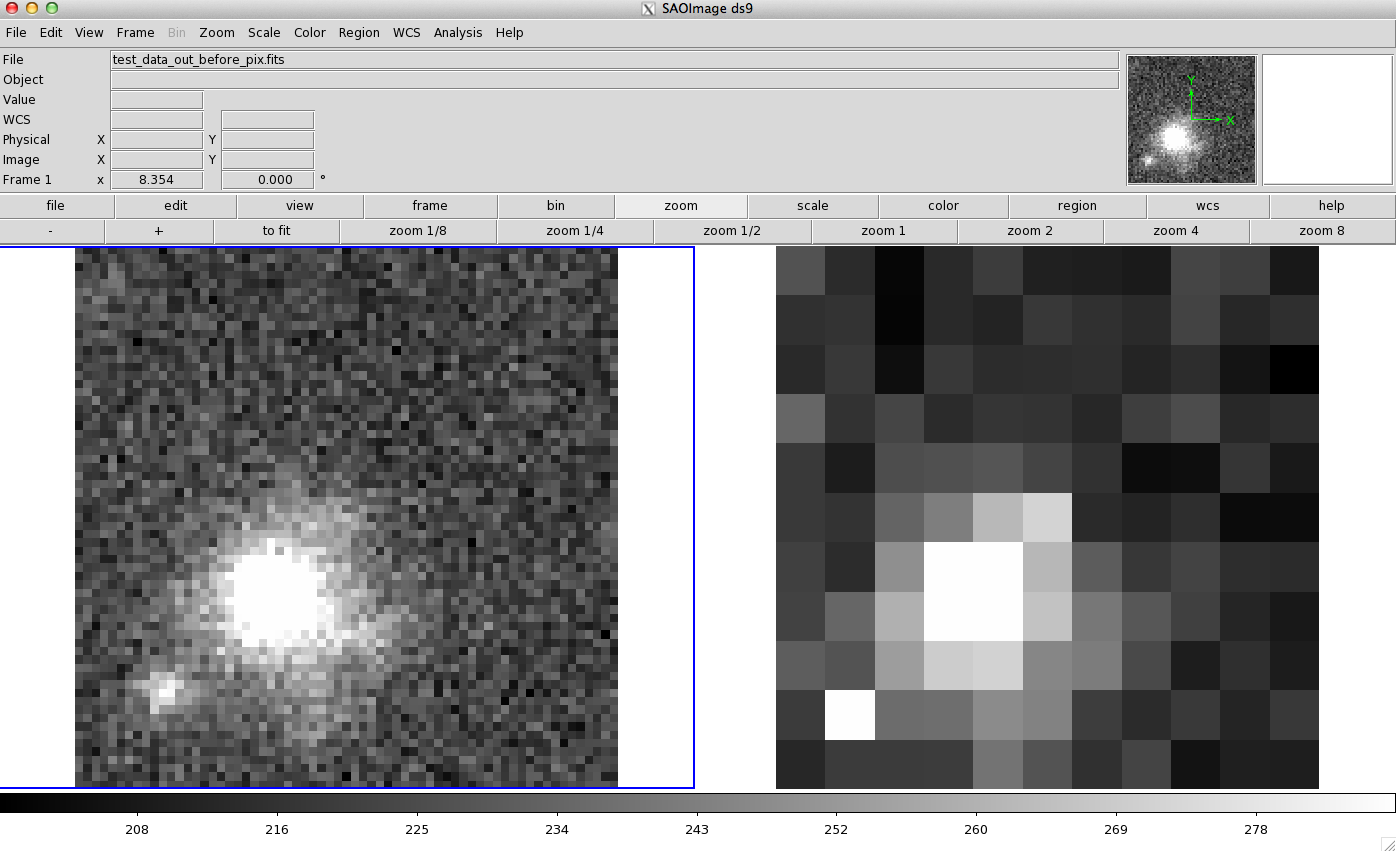 SAOImage ds9
File Edit View Frame Bin Zoom Scale Color Region WCS Analysis Help
File test_data_out_before_pix.fits
Object
Value
WCS
Physical X Y
Image X Y
Frame 1 x 8.354 0.000 °
Y
X
file edit view frame bin zoom scale color region wcs help
- + to fit zoom 1/8 zoom 1/4 zoom 1/2 zoom 1 zoom 2 zoom 4 zoom 8
208 216 225 234 243 252 260 269 278